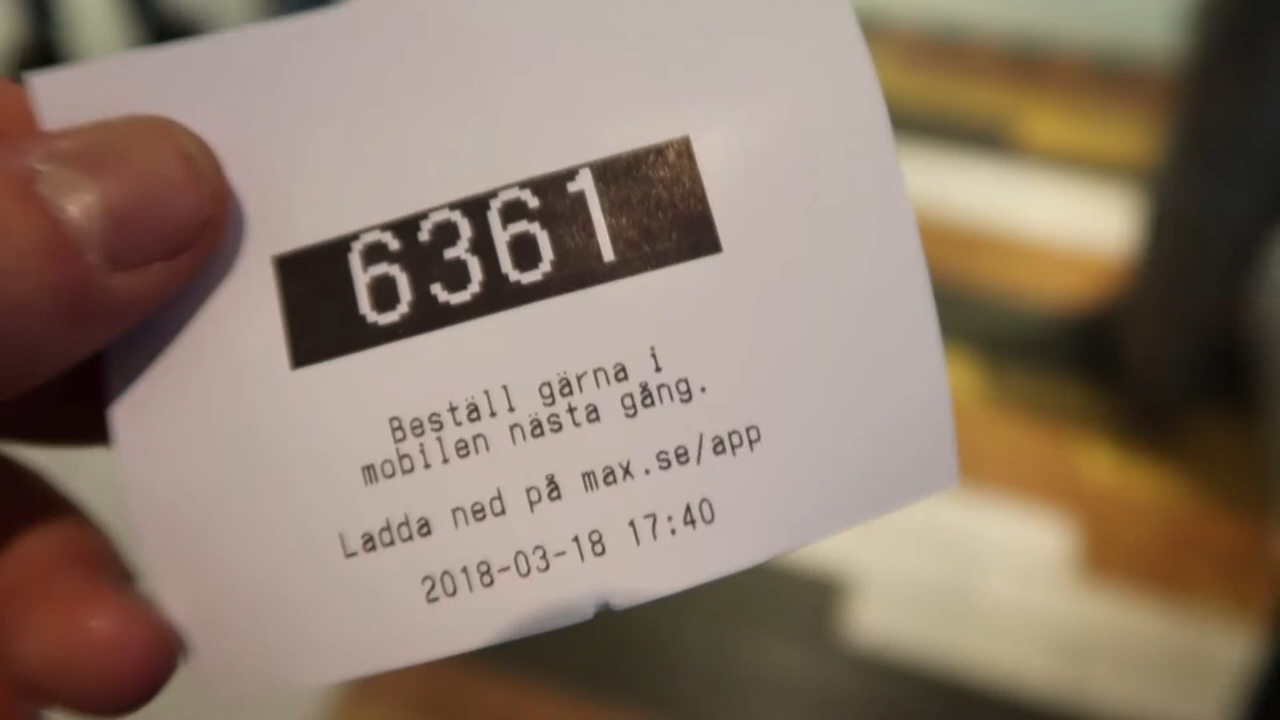 6361
Beställ gärna i
mobilen nästa gång.
Ladda ned på max.se/app
2018-03-18 17:40